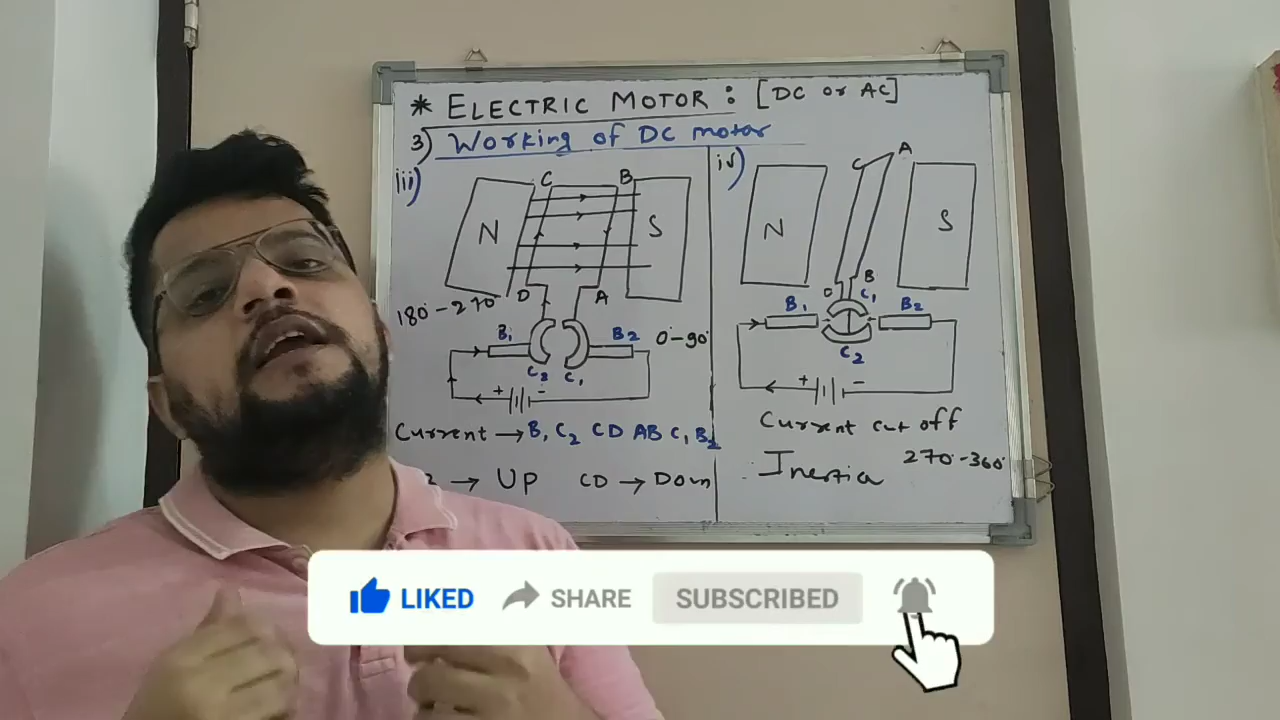 * ELECTRIC MOTOR : [DC or AC]
3) Working of DC motor
iii)
C B
N S
D A
180° - 270°
B₁ B₂ 0 - 90°
C₂ C₁
+ -
Current → B₁ C₂ CD AB C₁ B₂
→ UP CD → Down
iv)
C A
N S
D B
C₁
B₁ B₂
C₂
+ -
Current cut off
Inertia 270° - 360°
LIKED SHARE SUBSCRIBED